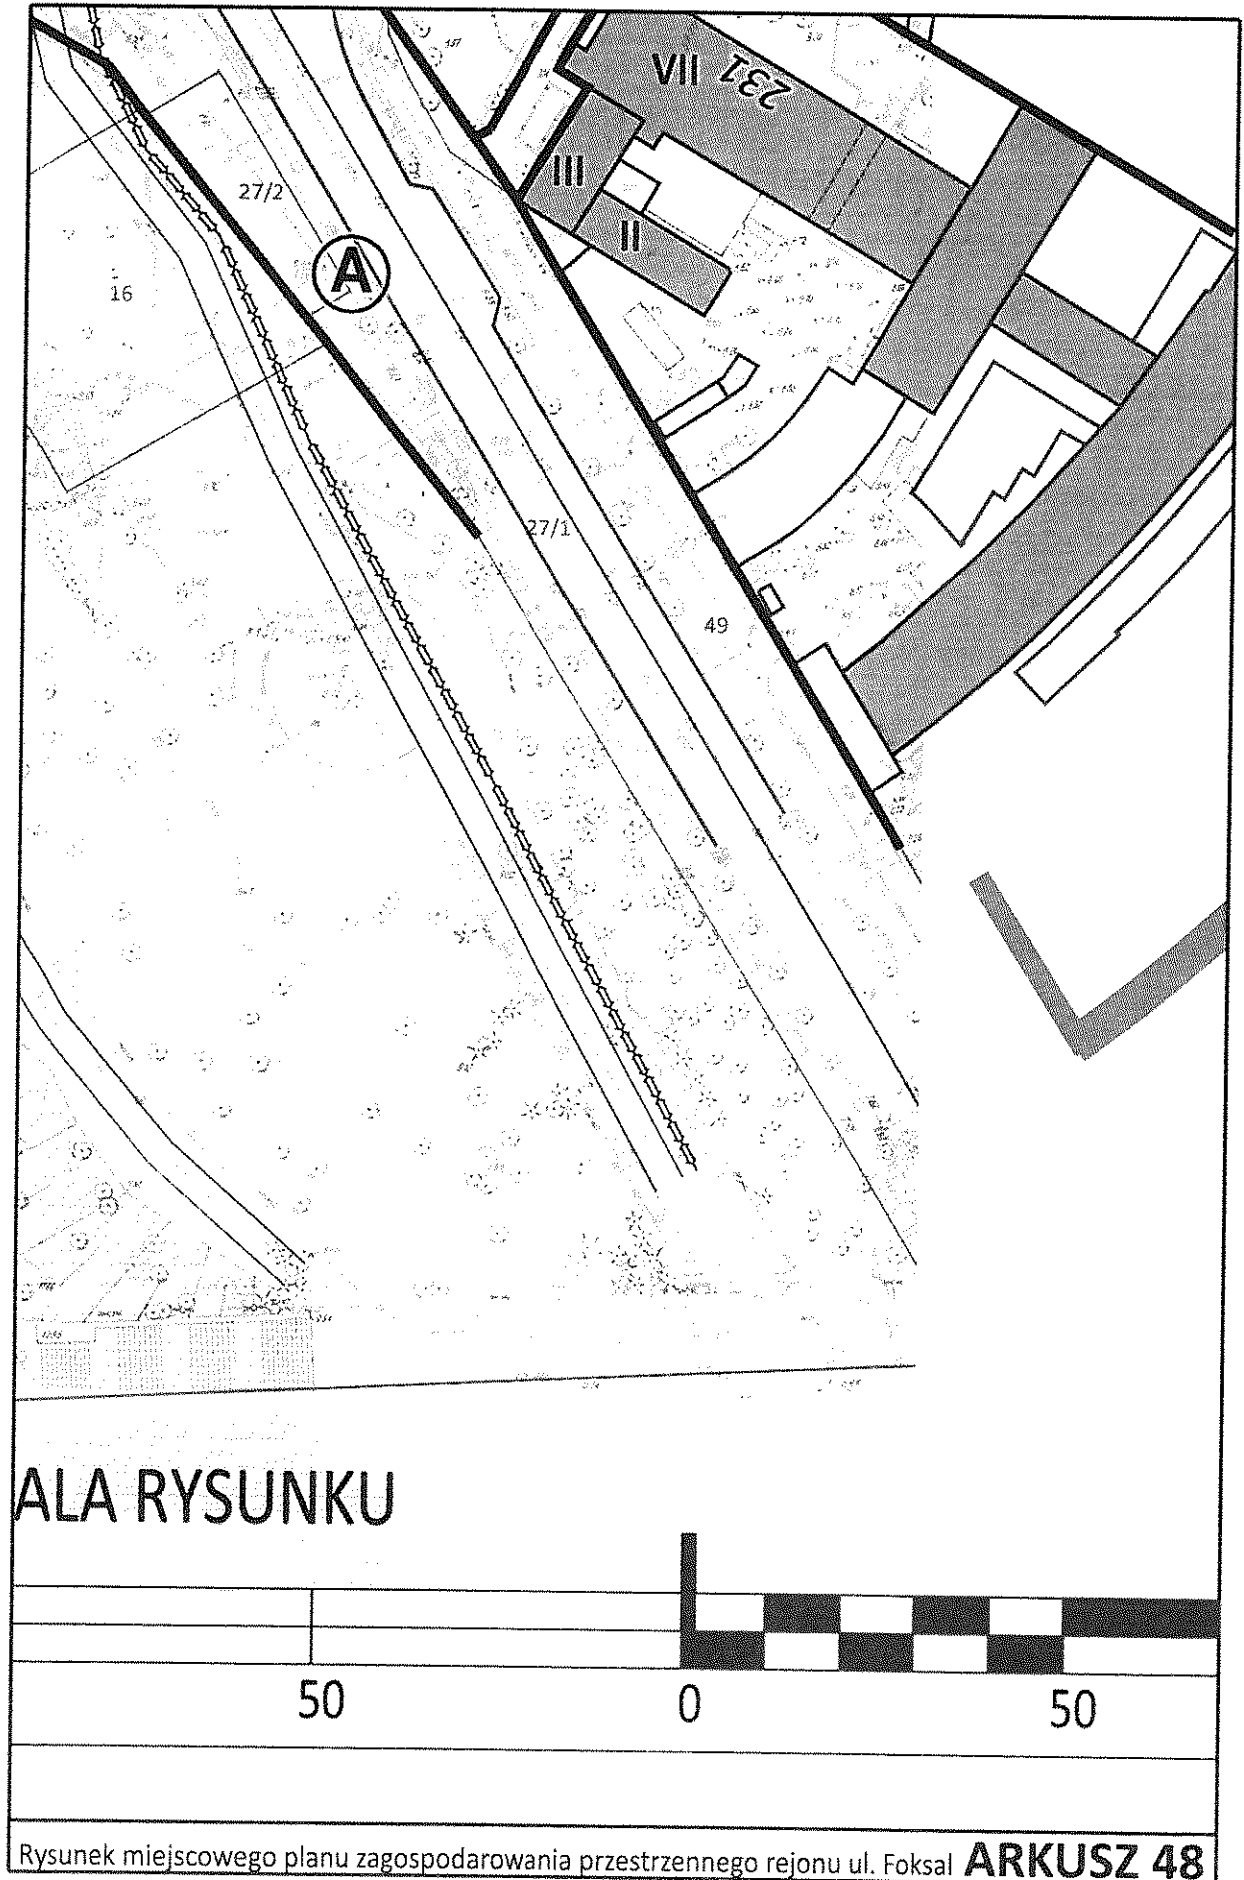 157
VII 231
III
27/2
II
A
16
27/1
49
ALA RYSUNKU
50 0 50
Rysunek miejscowego planu zagospodarowania przestrzennego rejonu ul. Foksal ARKUSZ 48